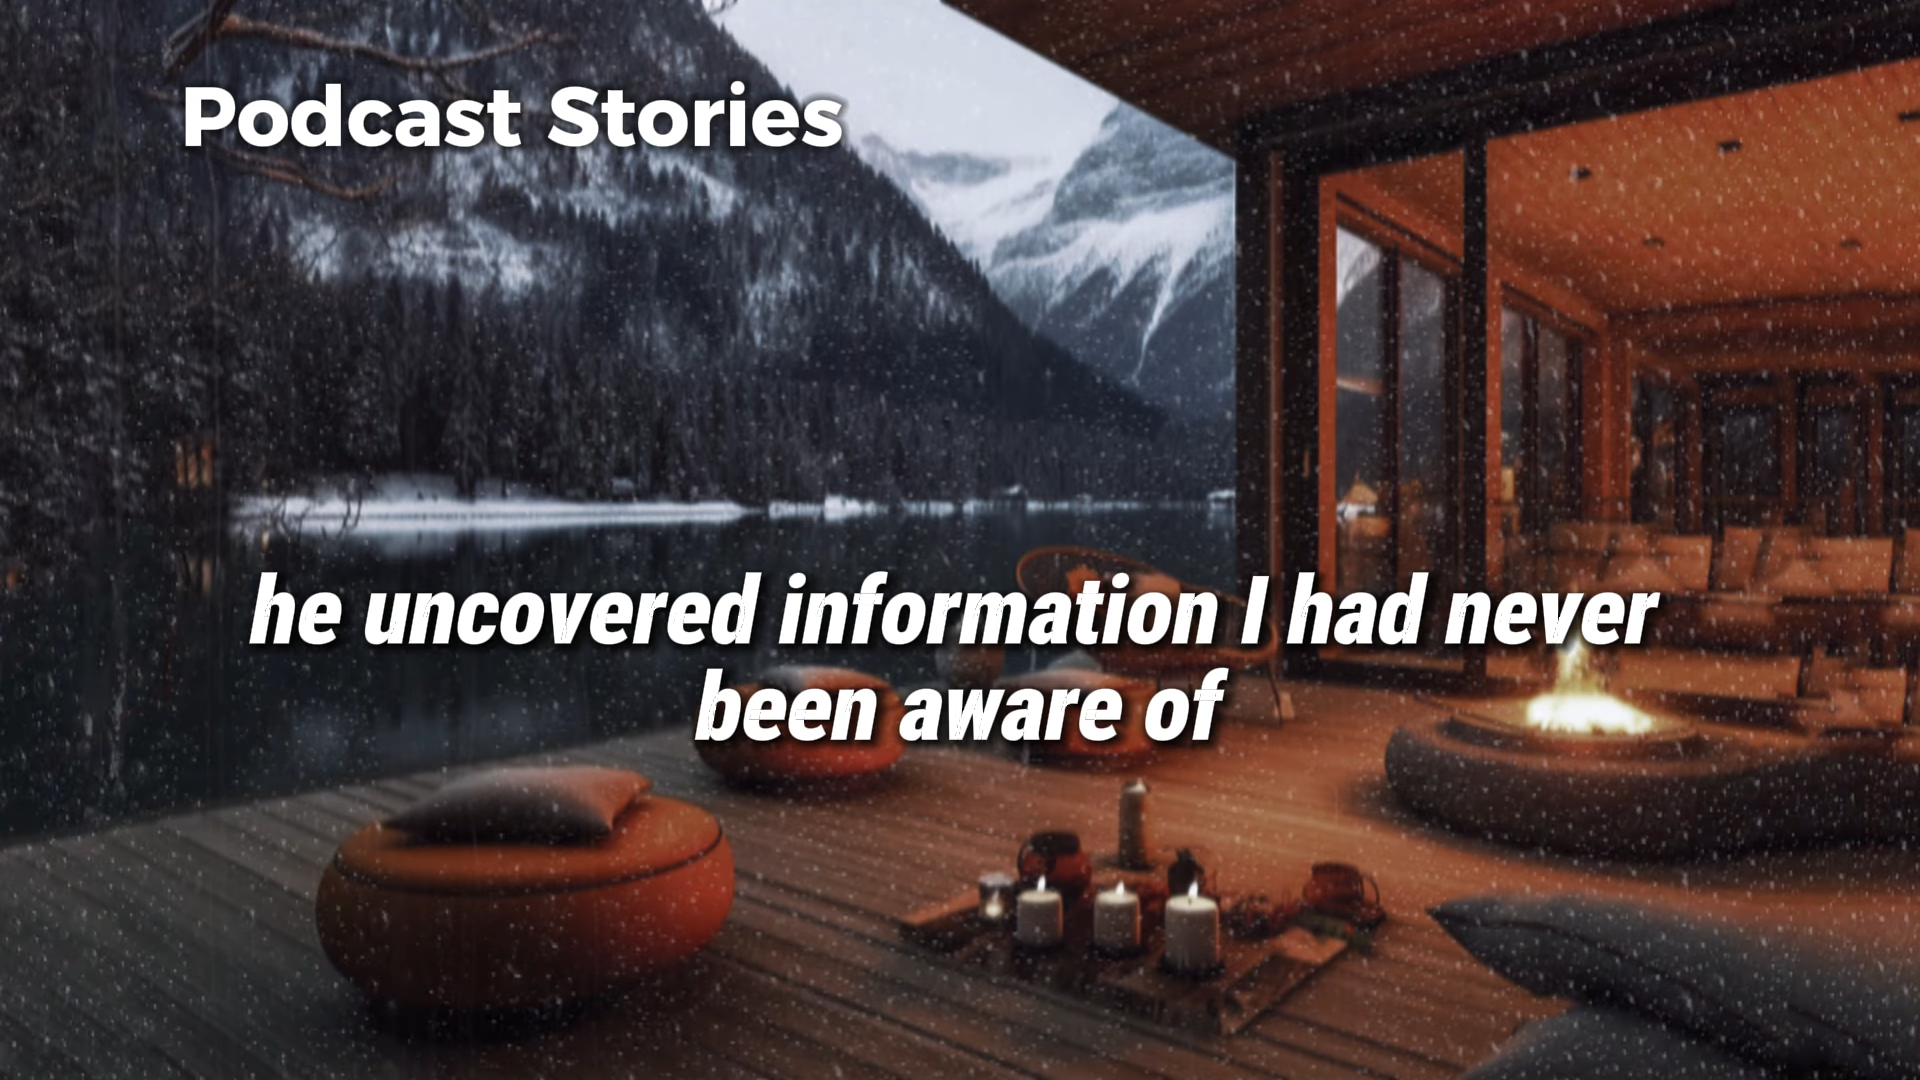 Podcast Stories
he uncovered information I had never
been aware of